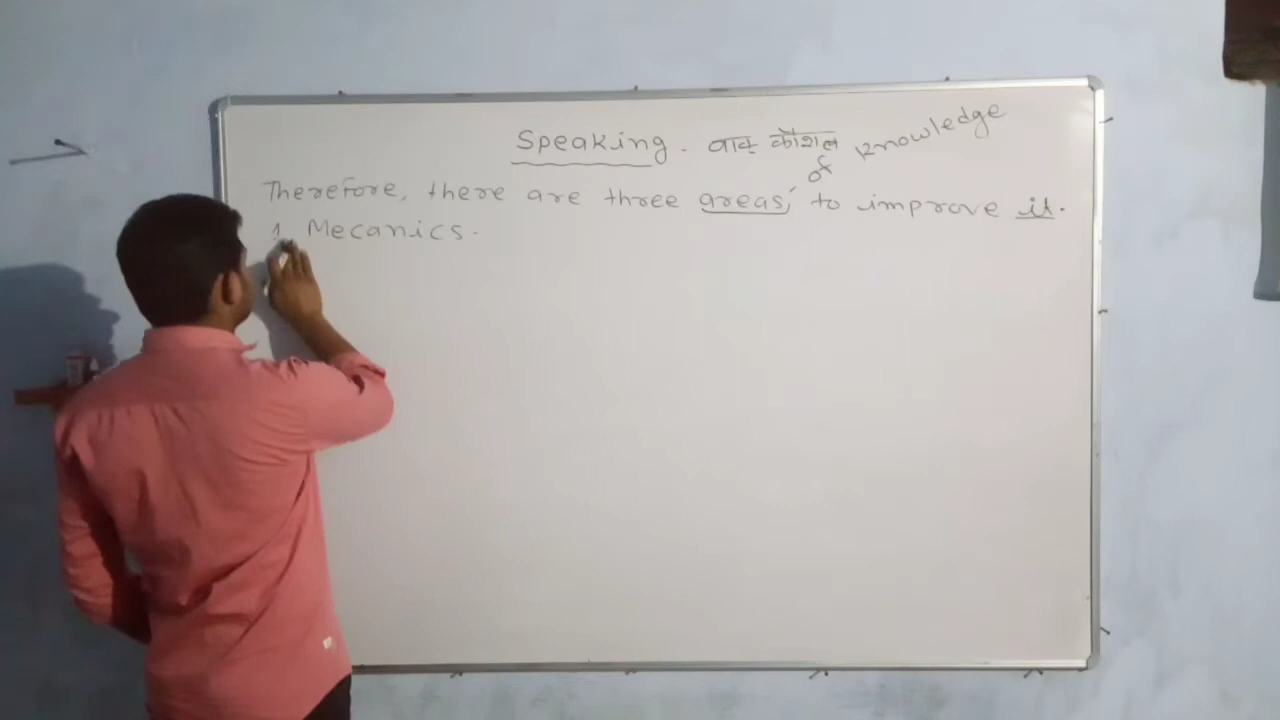 Speaking. वाक् कौशल
of knowledge
Therefore, there are three areas, to improve it.
1. Mecanics.